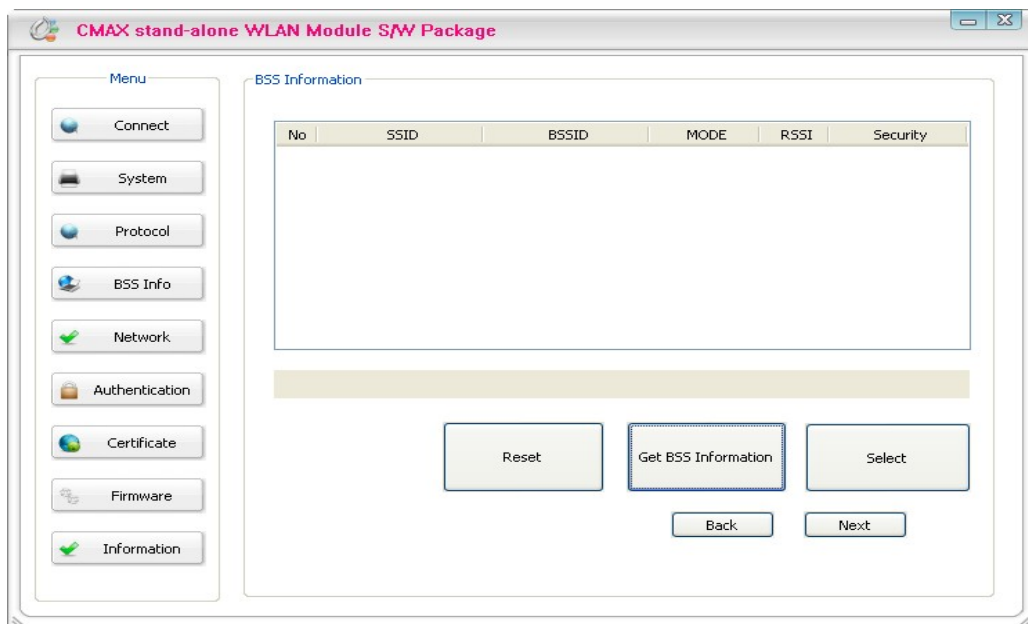 CMAX stand-alone WLAN Module S/W Package
Menu
Connect
System
Protocol
BSS Info
Network
Authentication
Certificate
Firmware
Information
BSS Information
No SSID BSSID MODE RSSI Security
Reset Get BSS Information Select
Back Next